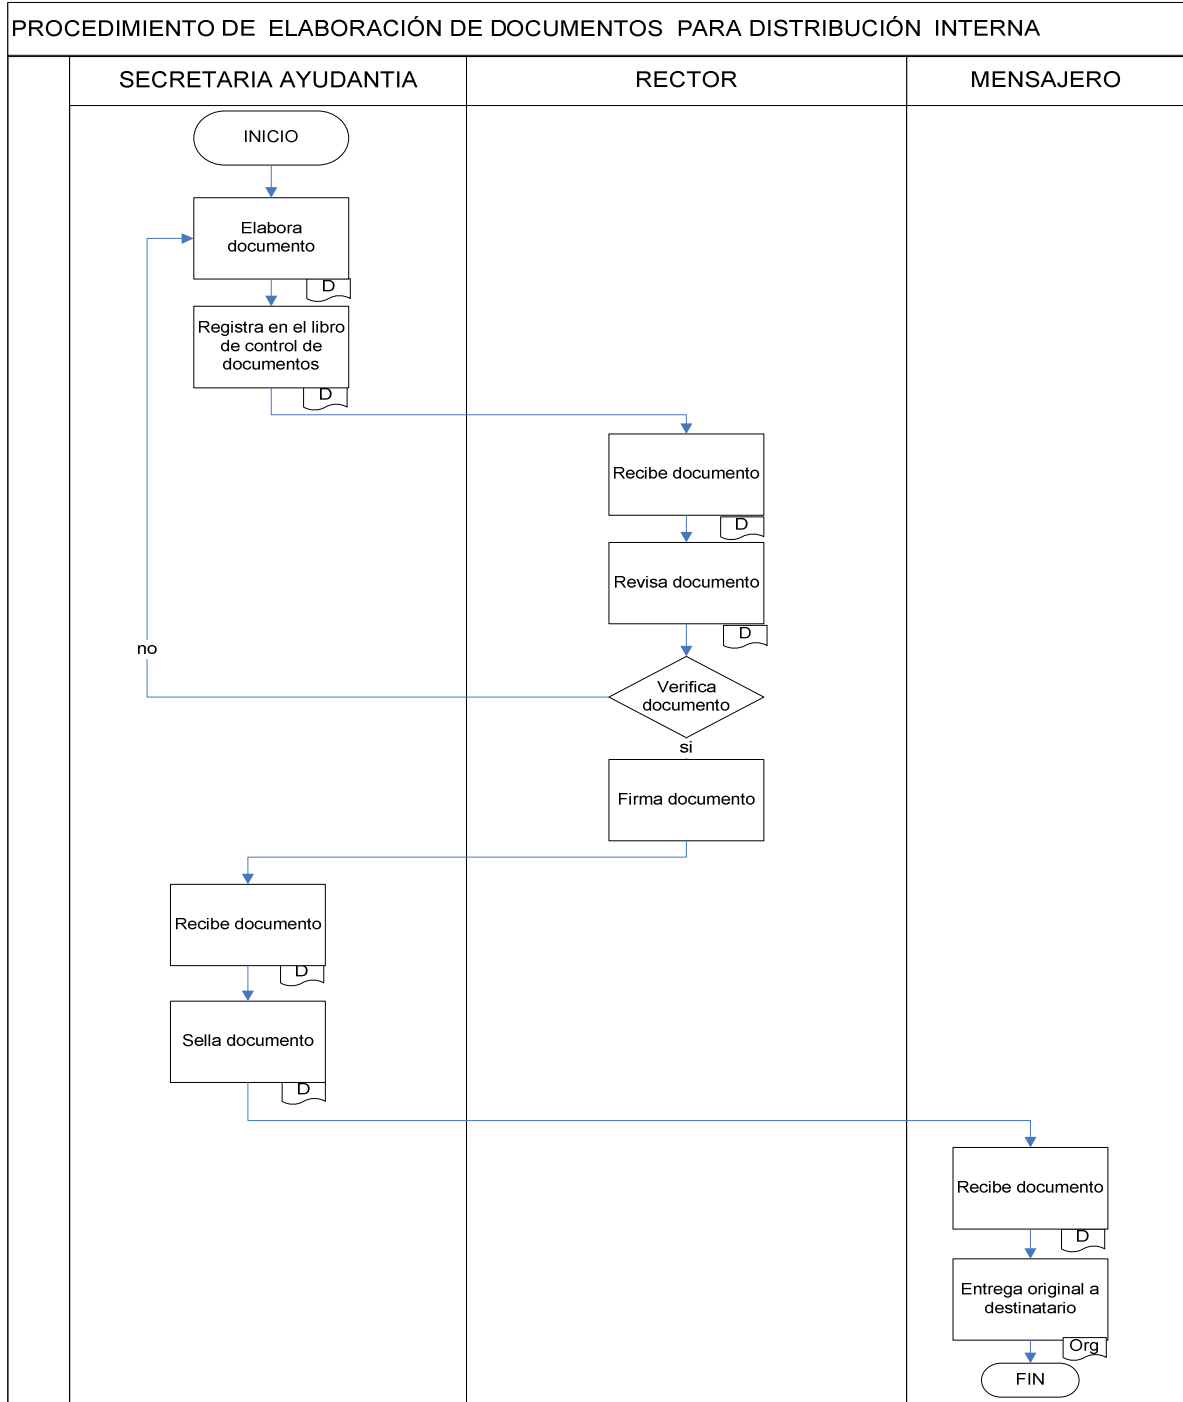 PROCEDIMIENTO DE ELABORACIÓN DE DOCUMENTOS PARA DISTRIBUCIÓN INTERNA
SECRETARIA AYUDANTIA
RECTOR
MENSAJERO
INICIO
Elabora
documento
D
Registra en el libro
de control de
documentos
D
Recibe documento
D
Revisa documento
D
no
Verifica
documento
si
Firma documento
Recibe documento
D
Sella documento
D
Recibe documento
D
Entrega original a
destinatario
Org
FIN